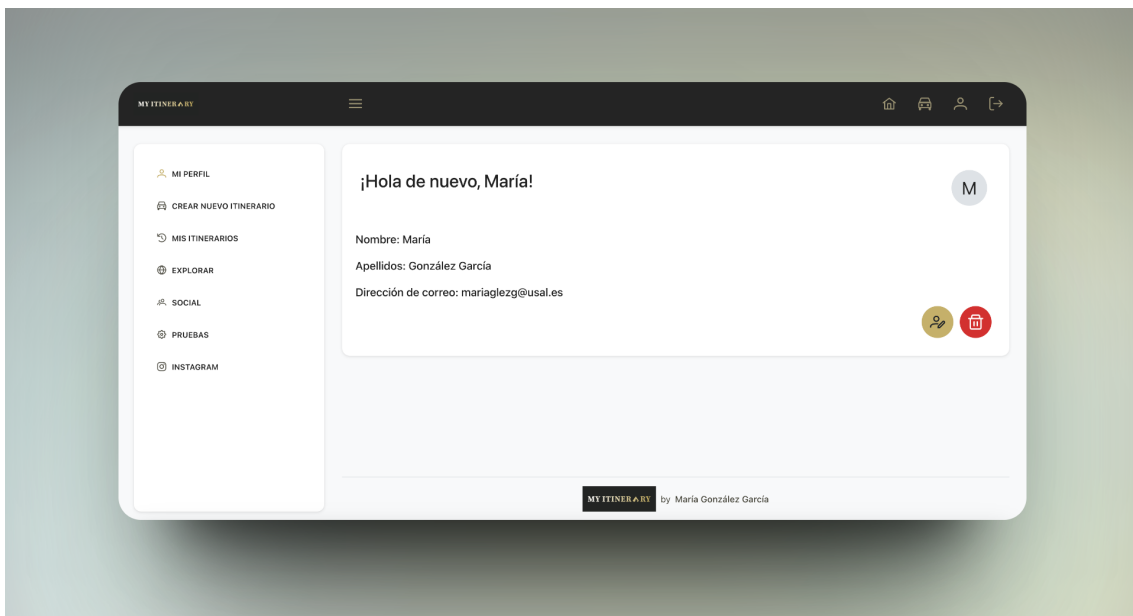 MY ITINERARY
MI PERFIL
CREAR NUEVO ITINERARIO
MIS ITINERARIOS
EXPLORAR
SOCIAL
PRUEBAS
INSTAGRAM
¡Hola de nuevo, María!
M
Nombre: María
Apellidos: González García
Dirección de correo: mariaglezg@usal.es
MY ITINERARY by María González García